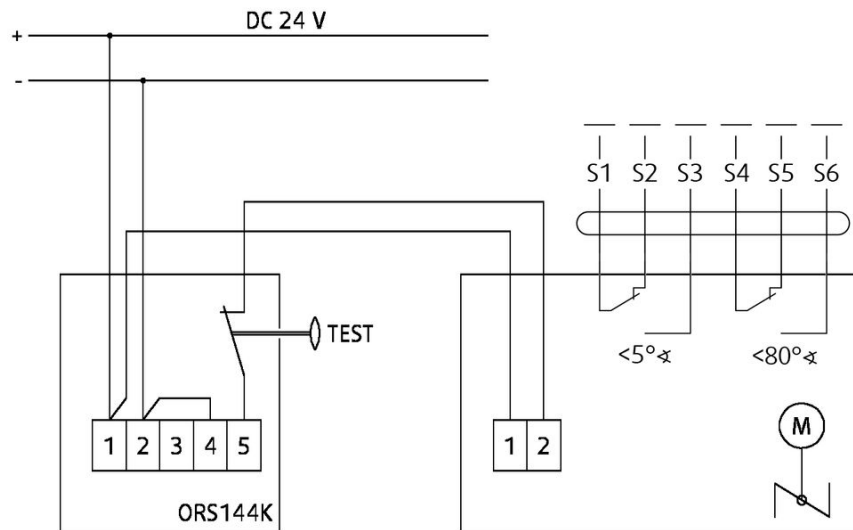 DC 24 V
+
-
S1 S2 S3 S4 S5 S6
TEST
<5°∢ <80°∢
1 2 3 4 5
1 2
M
ORS144K